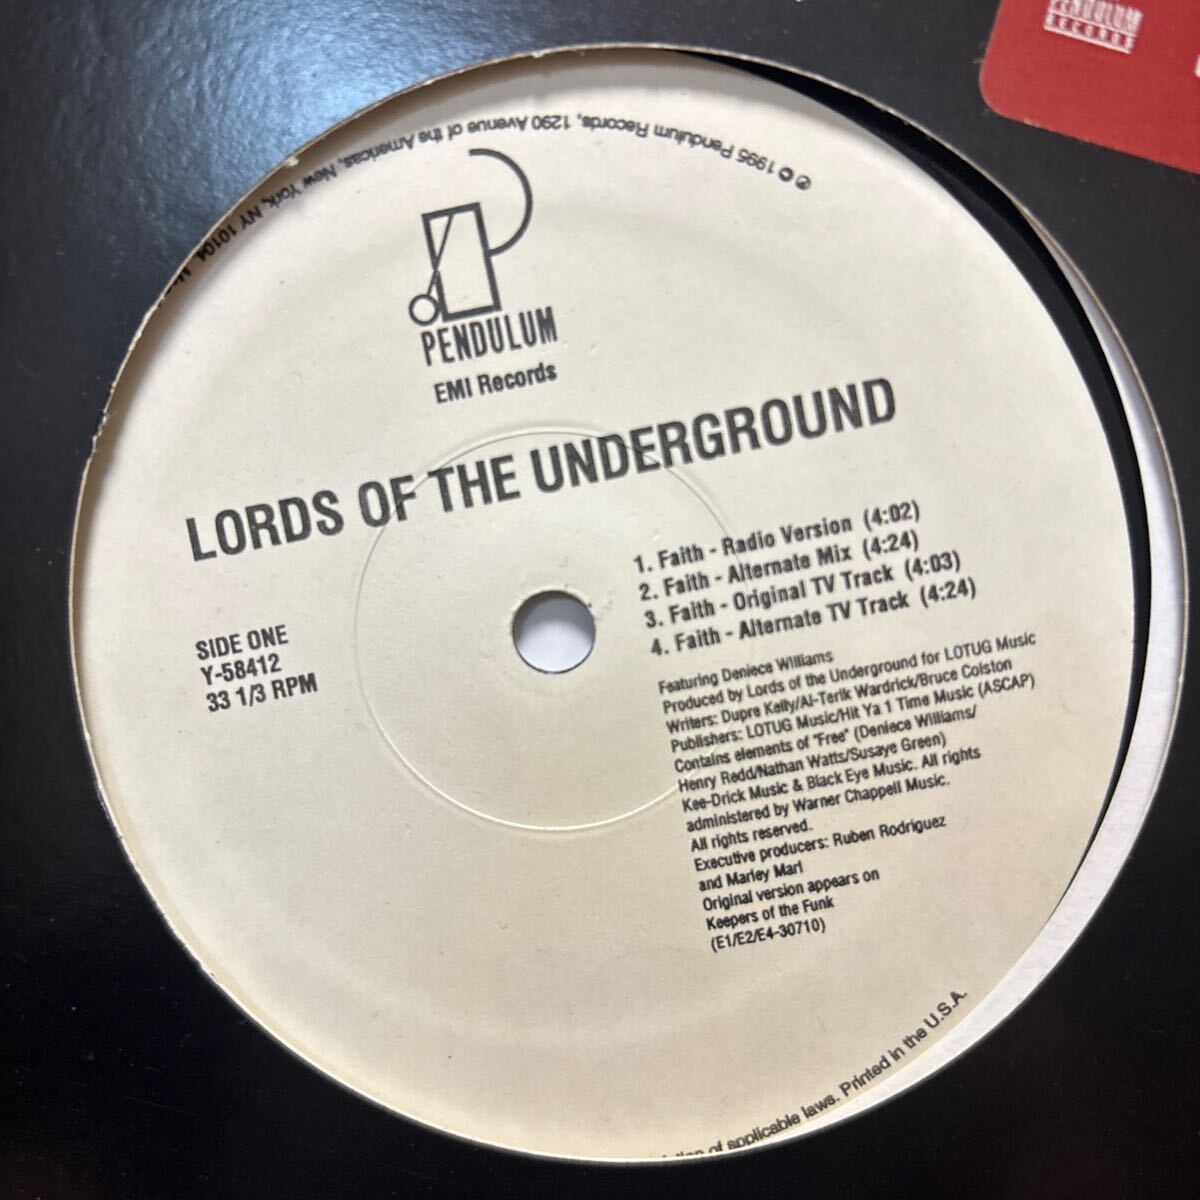 ℗ © 1995 Pendulum Records, 1290 Avenue of the Americas, New York, NY 10104.
PENDULUM
EMI Records
LORDS OF THE UNDERGROUND
SIDE ONE
Y-58412
33 1/3 RPM
1. Faith - Radio Version (4:02)
2. Faith - Alternate Mix (4:24)
3. Faith - Original TV Track (4:03)
4. Faith - Alternate TV Track (4:24)
Featuring Deniece Williams
Produced by Lords of the Underground for LOTUG Music
Writers: Dupre Kelly/Al-Terik Wardrick/Bruce Colston
Publishers: LOTUG Music/Hit Ya 1 Time Music (ASCAP)
Contains elements of "Free" (Deniece Williams/
Henry Redd/Nathan Watts/Susaye Green)
Kee-Drick Music & Black Eye Music. All rights
administered by Warner Chappell Music.
All rights reserved.
Executive producers: Ruben Rodriguez
and Marley Marl
Original version appears on
Keepers of the Funk
(E1/E2/E4-30710)
of applicable laws. Printed in the U.S.A.
PENDULUM
RECORDS